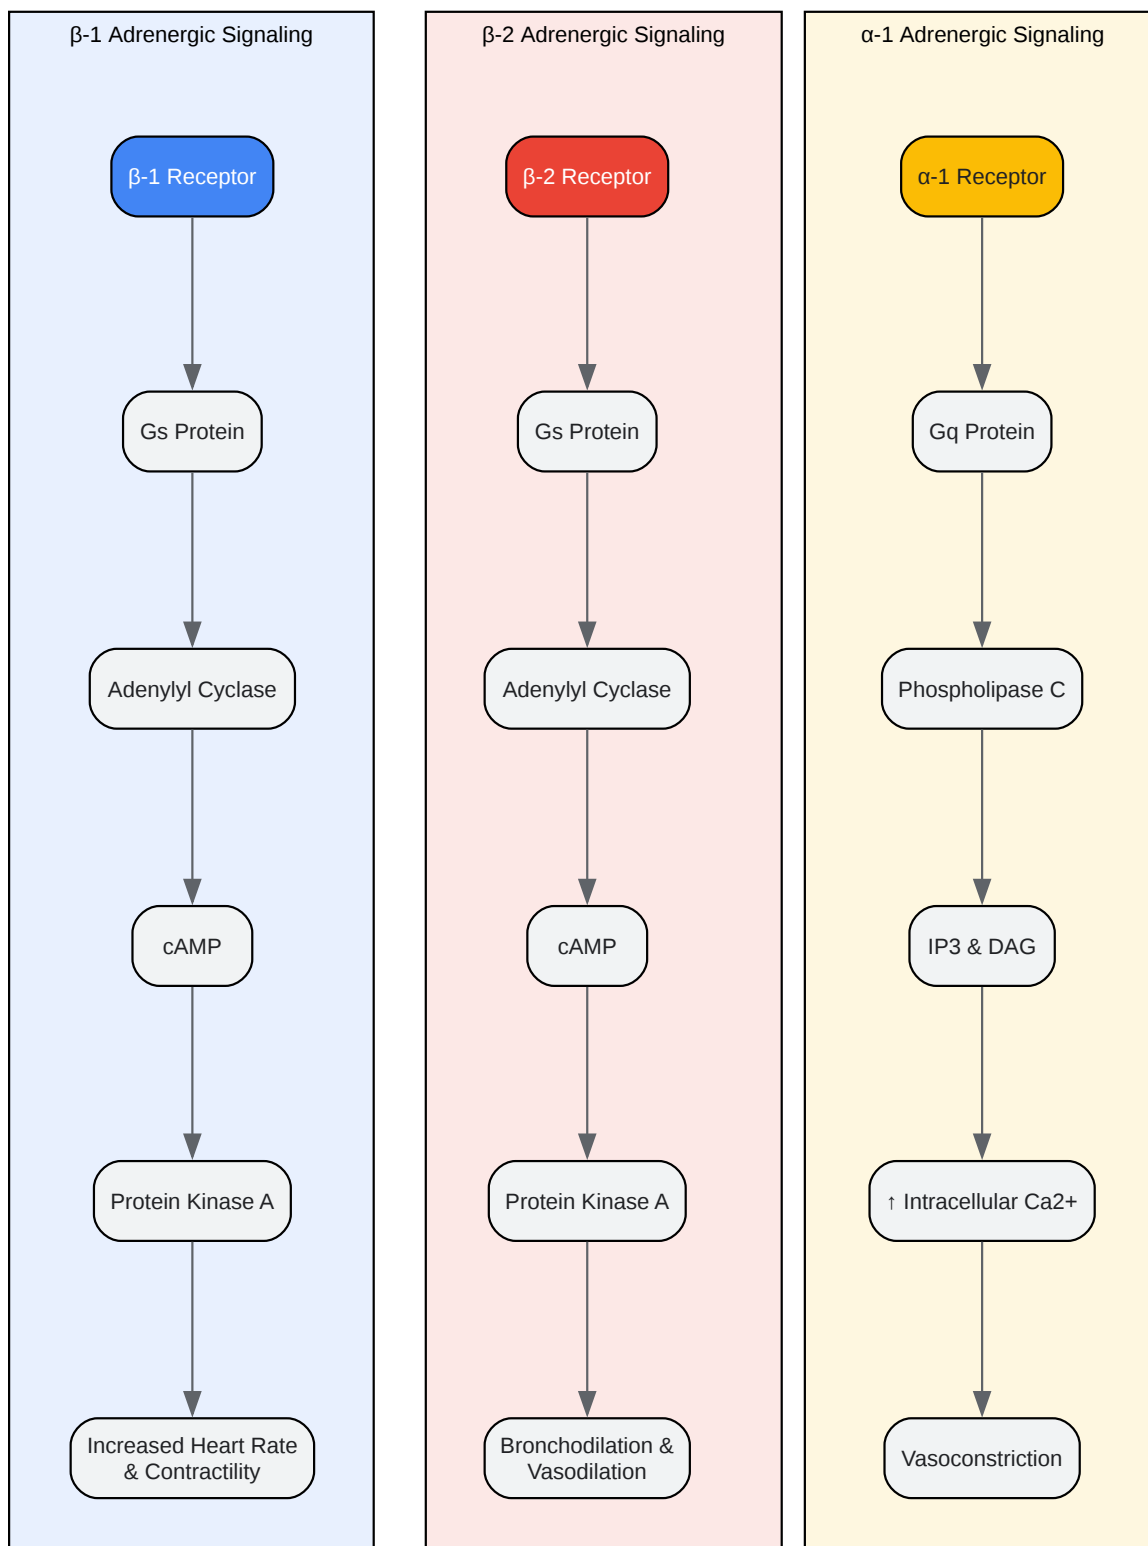 β-1 Adrenergic Signaling
β-1 Receptor
Gs Protein
Adenylyl Cyclase
cAMP
Protein Kinase A
Increased Heart Rate
& Contractility
β-2 Adrenergic Signaling
β-2 Receptor
Gs Protein
Adenylyl Cyclase
cAMP
Protein Kinase A
Bronchodilation &
Vasodilation
α-1 Adrenergic Signaling
α-1 Receptor
Gq Protein
Phospholipase C
IP3 & DAG
↑ Intracellular Ca2+
Vasoconstriction